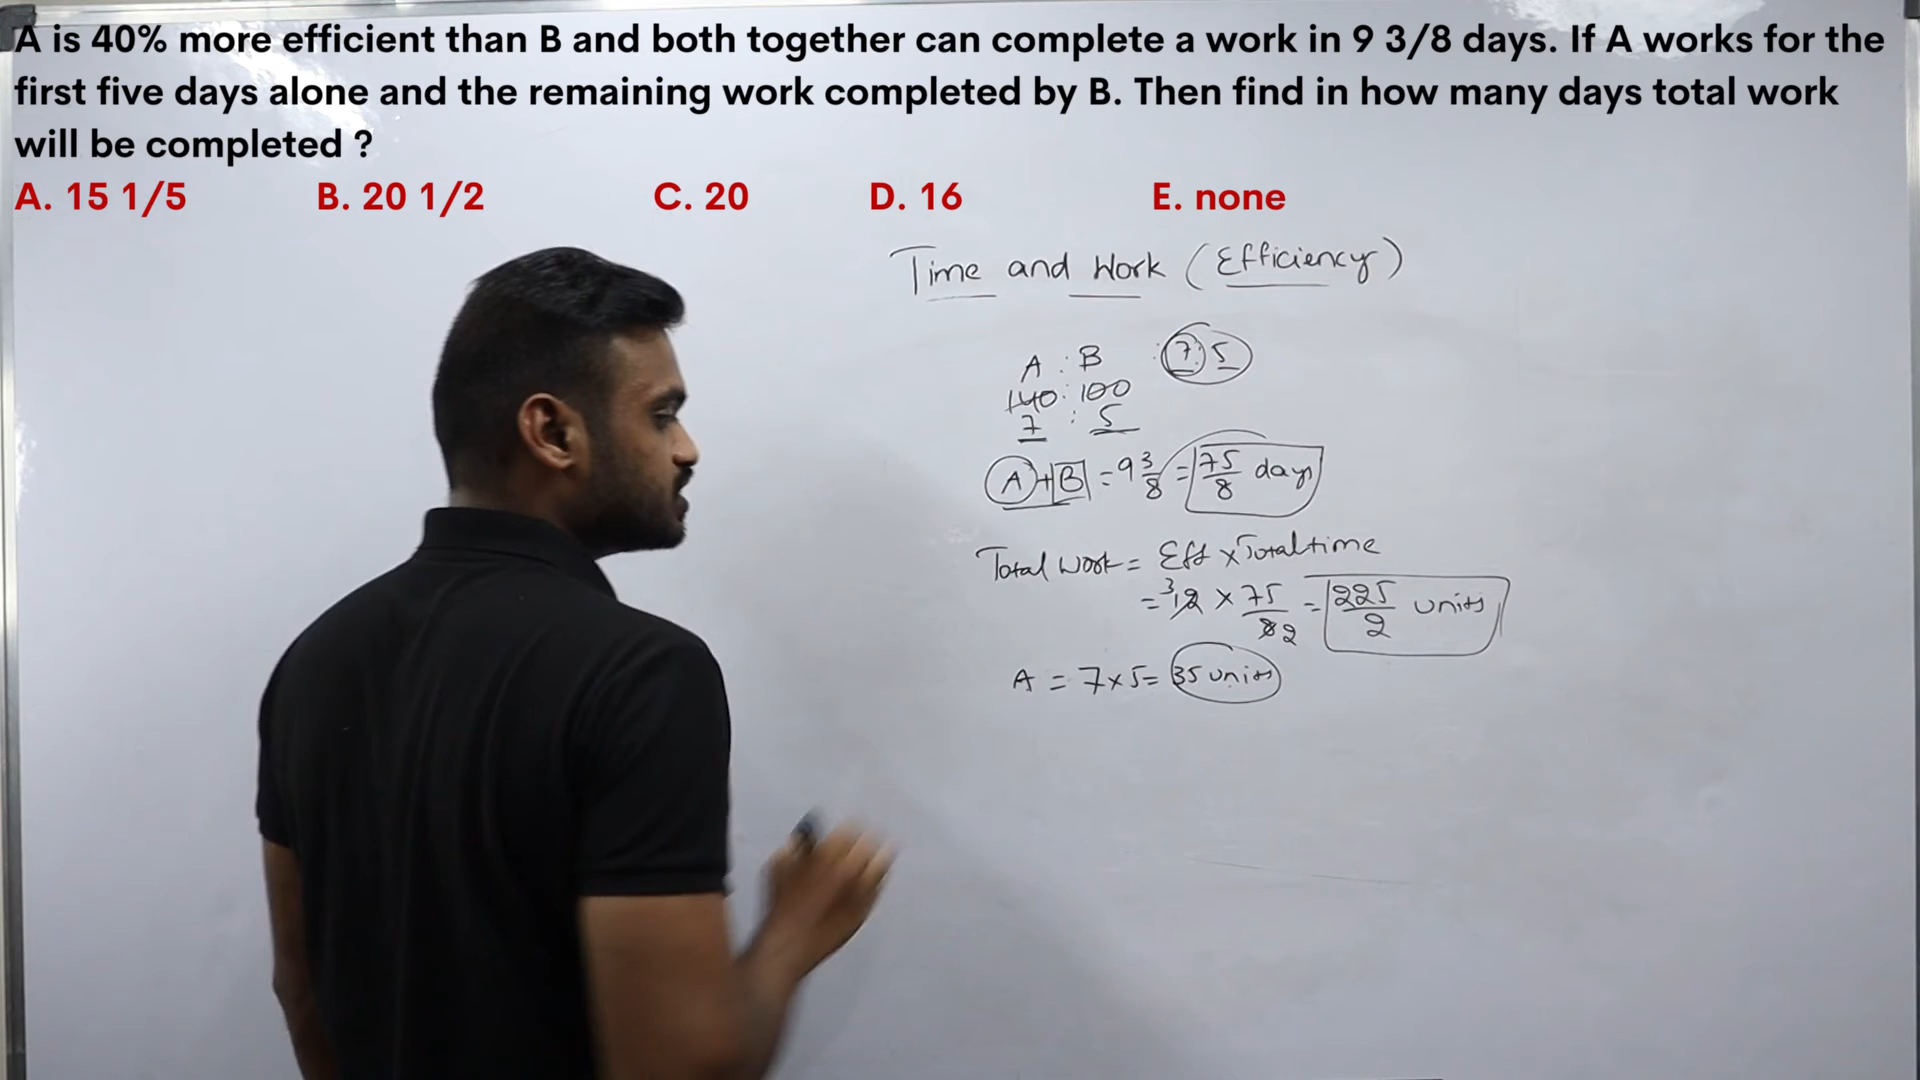 A is 40% more efficient than B and both together can complete a work in 9 3/8 days. If A works for the
first five days alone and the remaining work completed by B. Then find in how many days total work
will be completed ?
A. 15 1/5 B. 20 1/2 C. 20 D. 16 E. none
Time and Work (Efficiency)
A : B : 7 : 5
140 : 100
7 : 5
A + B = 9 3/8 = 75/8 days
Total Work = Eff x Total time
= 3 12 x 75/8 2 = 225/2 units
A = 7 x 5 = 35 units